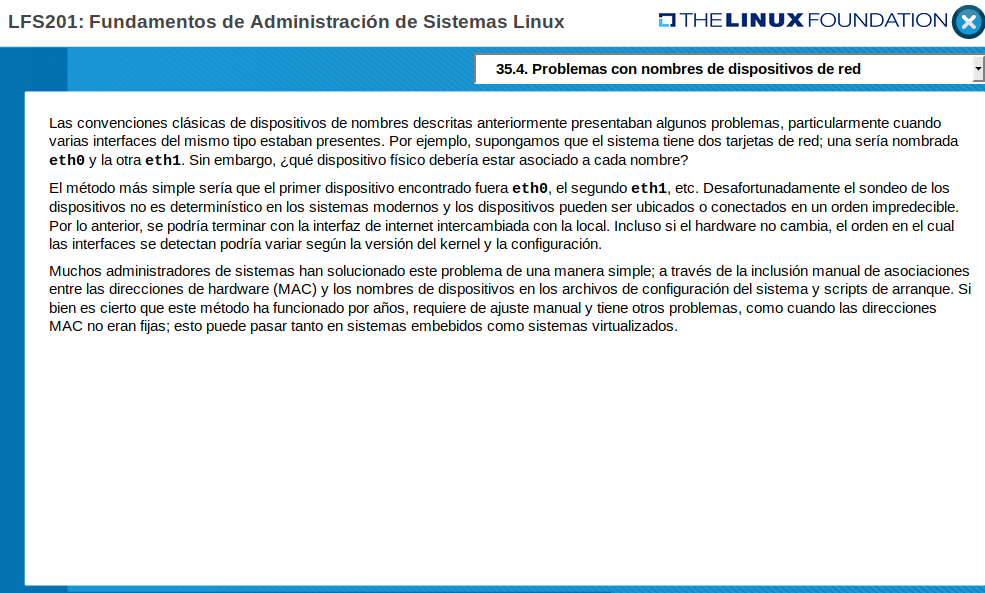 LFS201: Fundamentos de Administración de Sistemas Linux
THE LINUX FOUNDATION
35.4. Problemas con nombres de dispositivos de red
Las convenciones clásicas de dispositivos de nombres descritas anteriormente presentaban algunos problemas, particularmente cuando
varias interfaces del mismo tipo estaban presentes. Por ejemplo, supongamos que el sistema tiene dos tarjetas de red; una sería nombrada
eth0 y la otra eth1. Sin embargo, ¿qué dispositivo físico debería estar asociado a cada nombre?
El método más simple sería que el primer dispositivo encontrado fuera eth0, el segundo eth1, etc. Desafortunadamente el sondeo de los
dispositivos no es determinístico en los sistemas modernos y los dispositivos pueden ser ubicados o conectados en un orden impredecible.
Por lo anterior, se podría terminar con la interfaz de internet intercambiada con la local. Incluso si el hardware no cambia, el orden en el cual
las interfaces se detectan podría variar según la versión del kernel y la configuración.
Muchos administradores de sistemas han solucionado este problema de una manera simple; a través de la inclusión manual de asociaciones
entre las direcciones de hardware (MAC) y los nombres de dispositivos en los archivos de configuración del sistema y scripts de arranque. Si
bien es cierto que este método ha funcionado por años, requiere de ajuste manual y tiene otros problemas, como cuando las direcciones
MAC no eran fijas; esto puede pasar tanto en sistemas embebidos como sistemas virtualizados.